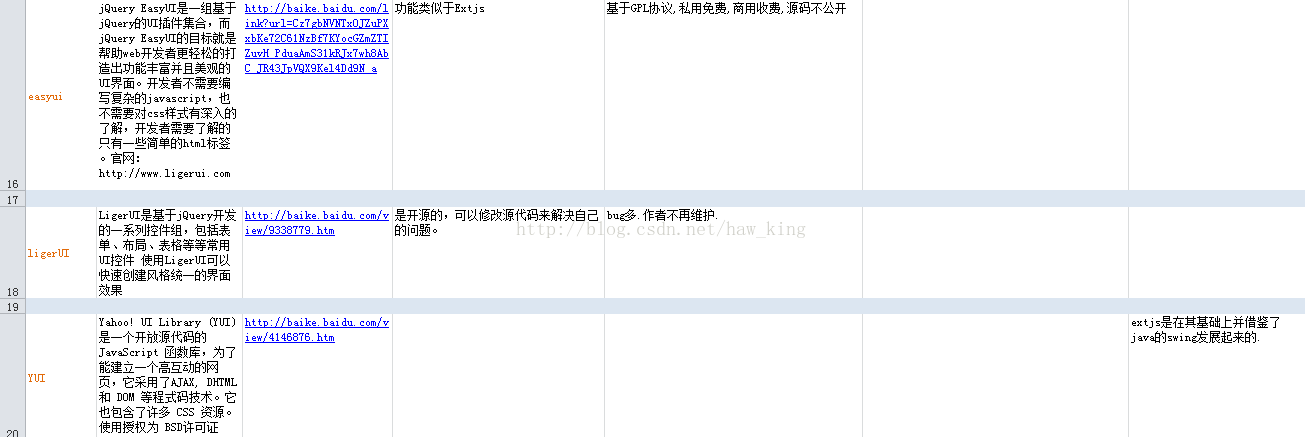 jQuery EasyUI是一组基于
jQuery的UI插件集合，而
jQuery EasyUI的目标就是
帮助web开发者更轻松的打
造出功能丰富并且美观的
UI界面。开发者不需要编
写复杂的javascript，也
不需要对css样式有深入的
了解，开发者需要了解的
只有一些简单的html标签
。官网：
http://www.ligerui.com
http://baike.baidu.com/l
功能类似于Extjs
基于GPL协议,私用免费,商用收费,源码不公开
easyui
16
17
LigerUI是基于jQuery开发
的一系列控件组，包括表
单、布局、表格等等常用
UI控件 使用LigerUI可以
快速创建风格统一的界面
效果
http://baike.baidu.com/v
iew/9338779.htm
是开源的，可以修改源代码来解决自己
的问题。
bug多.作者不再维护.
http://blog.csdn.net/haw_king
ligerUI
18
19
Yahoo! UI Library (YUI)
是一个开放源代码的
JavaScript 函数库，为了
能建立一个高互动的网
页，它采用了AJAX, DHTML
和 DOM 等程式码技术。它
也包含了许多 CSS 资源。
使用授权为 BSD许可证
http://baike.baidu.com/v
iew/4146876.htm
extjs是在其基础上并借鉴了
java的swing发展起来的.
YUI
20